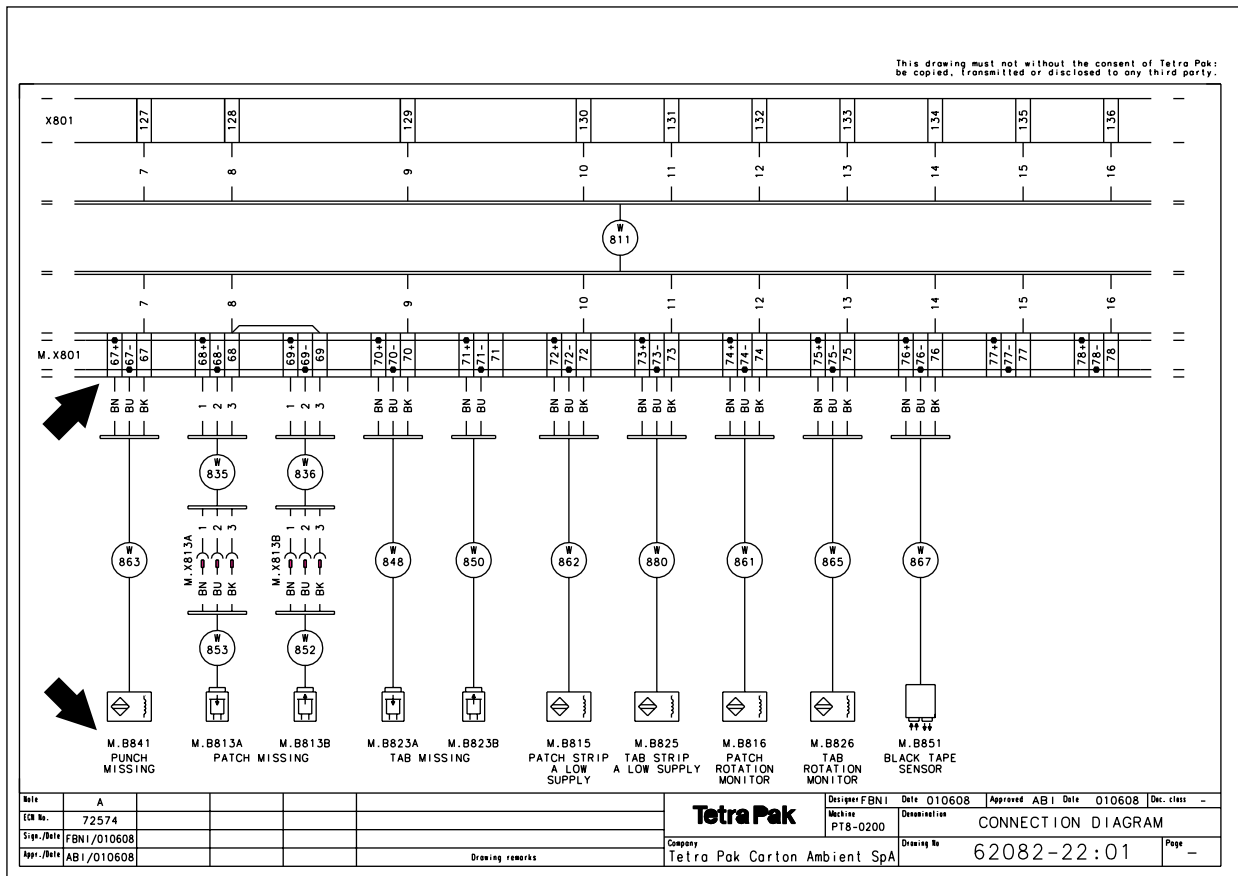 This drawing must not without the consent of Tetra Pak:
be copied, transmitted or disclosed to any third party.
X801
127 128 129 130 131 132 133 134 135 136
7 8 9 10 11 12 13 14 15 16
W
811
7 8 9 10 11 12 13 14 15 16
M.X801
67+ 67- 67 68+ 68- 68 69+ 69- 69 70+ 70- 70 71+ 71- 71 72+ 72- 72 73+ 73- 73 74+ 74- 74 75+ 75- 75 76+ 76- 76 77+ 77- 77 78+ 78- 78
BN BU BK 1 2 3 1 2 3 BN BU BK BN BU BN BU BK BN BU BK BN BU BK BN BU BK BN BU BK
W
835
W
836
M.X813A
1 2 3
M.X813B
1 2 3
W
863
W
848
W
850
W
862
W
880
W
861
W
865
W
867
BN BU BK BN BU BK
W
853
W
852
M.B841
PUNCH
MISSING
M.B813A M.B813B
PATCH MISSING
M.B823A M.B823B
TAB MISSING
M.B815
PATCH STRIP
A LOW
SUPPLY
M.B825
TAB STRIP
A LOW SUPPLY
M.B816
PATCH
ROTATION
MONITOR
M.B826
TAB
ROTATION
MONITOR
M.B851
BLACK TAPE
SENSOR
Note A
ECN No. 72574
Sign./Date FBNI/010608
Appr./Date ABI/010608
Drawing remarks
Tetra Pak
Company
Tetra Pak Carton Ambient SpA
Designer FBNI Date 010608 Approved ABI Date 010608 Doc. class -
Machine
PT8-0200
Denomination
CONNECTION DIAGRAM
Drawing No
62082-22:01
Page
-